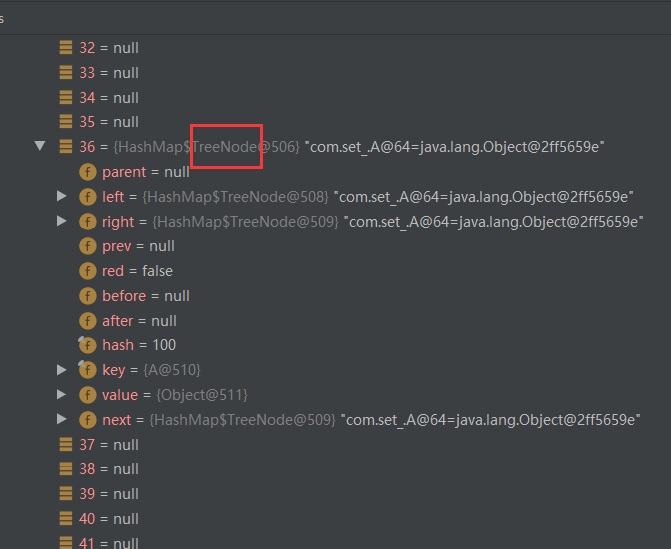 s
32 = null
33 = null
34 = null
35 = null
36 = {HashMap$TreeNode@506} "com.set_.A@64=java.lang.Object@2ff5659e"
f parent = null
f left = {HashMap$TreeNode@508} "com.set_.A@64=java.lang.Object@2ff5659e"
f right = {HashMap$TreeNode@509} "com.set_.A@64=java.lang.Object@2ff5659e"
f prev = null
f red = false
f before = null
f after = null
f hash = 100
f key = {A@510}
f value = {Object@511}
f next = {HashMap$TreeNode@509} "com.set_.A@64=java.lang.Object@2ff5659e"
37 = null
38 = null
39 = null
40 = null
41 = null